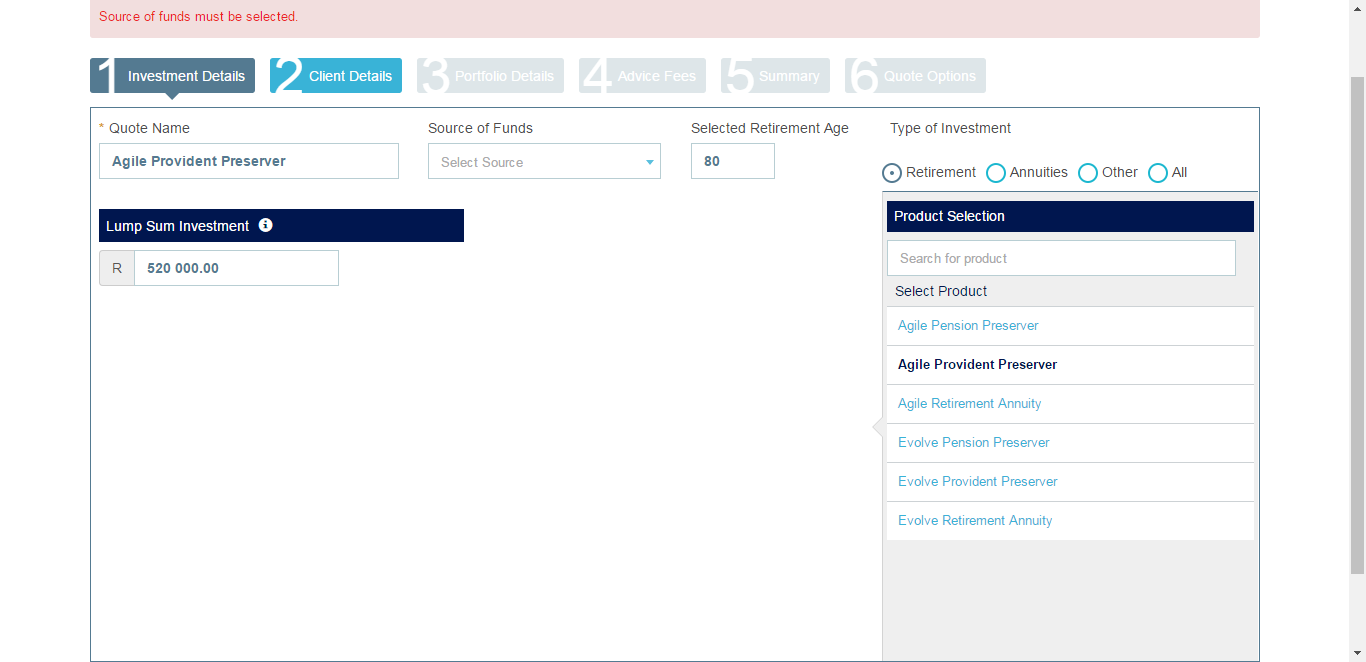 Source of funds must be selected.
1 Investment Details
2 Client Details
3 Portfolio Details
4 Advice Fees
5 Summary
6 Quote Options
* Quote Name
Source of Funds
Selected Retirement Age
Type of Investment
Agile Provident Preserver
Select Source
80
Retirement
Annuities
Other
All
Lump Sum Investment
R 520 000.00
Product Selection
Search for product
Select Product
Agile Pension Preserver
Agile Provident Preserver
Agile Retirement Annuity
Evolve Pension Preserver
Evolve Provident Preserver
Evolve Retirement Annuity